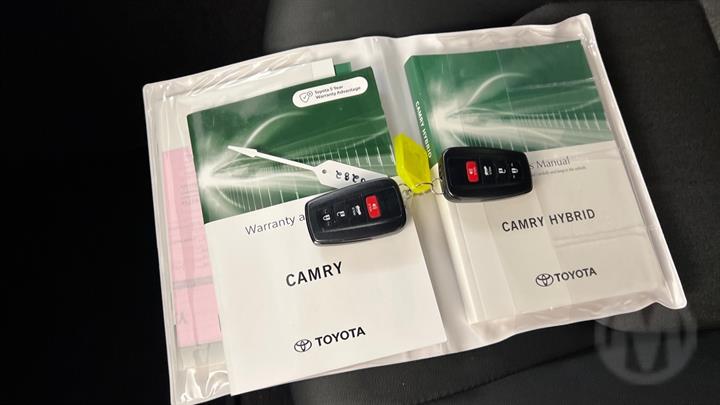 Toyota 5 Year
Warranty Advantage
Warranty a
CAMRY
TOYOTA
CAMRY HYBRID
Manual
CAMRY HYBRID
TOYOTA